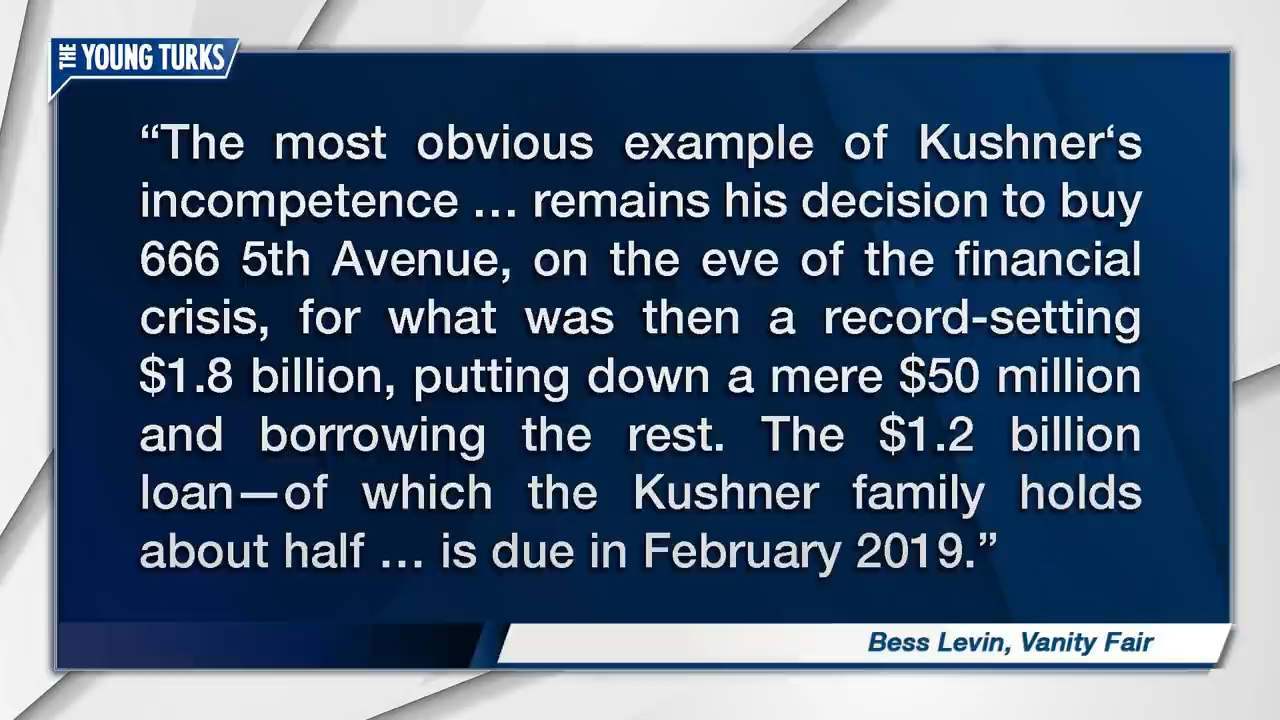 THE YOUNG TURKS
“The most obvious example of Kushner‘s
incompetence ... remains his decision to buy
666 5th Avenue, on the eve of the financial
crisis, for what was then a record-setting
$1.8 billion, putting down a mere $50 million
and borrowing the rest. The $1.2 billion
loan—of which the Kushner family holds
about half ... is due in February 2019.”
Bess Levin, Vanity Fair